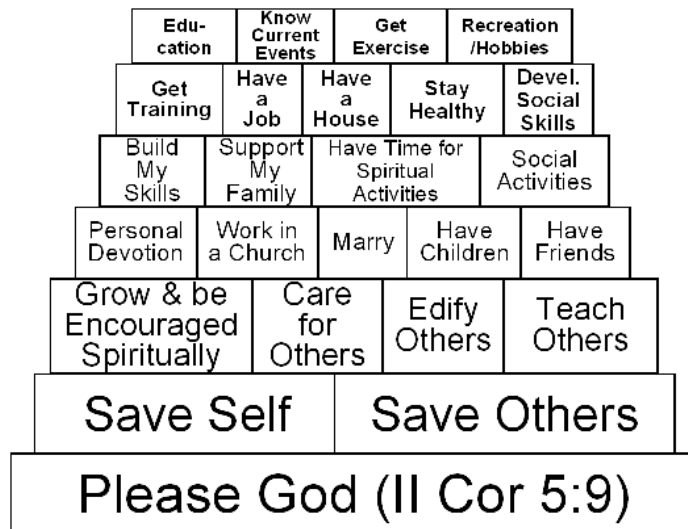 Edu-
cation
Know
Current
Events
Get
Exercise
Recreation
/Hobbies
Get
Training
Have
a
Job
Have
a
House
Stay
Healthy
Devel.
Social
Skills
Build
My
Skills
Support
My
Family
Have Time for
Spiritual
Activities
Social
Activities
Personal
Devotion
Work in
a Church
Marry
Have
Children
Have
Friends
Grow & be
Encouraged
Spiritually
Care
for
Others
Edify
Others
Teach
Others
Save Self
Save Others
Please God (II Cor 5:9)